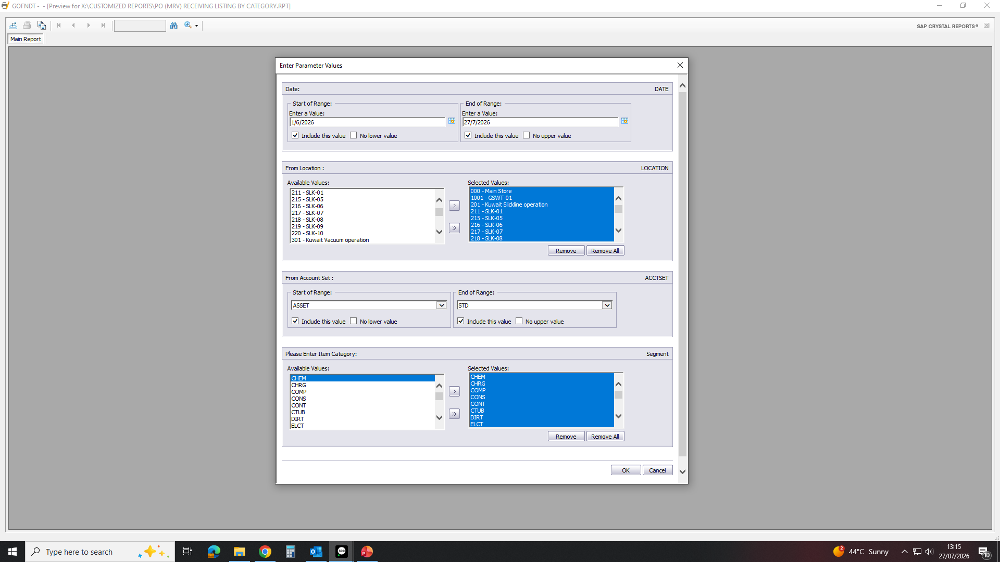 GOFNDT - - [Preview for X:\CUSTOMIZED REPORTS\PO (MRV) RECEIVING LISTING BY CATEGORY.RPT]
SAP CRYSTAL REPORTS®
Main Report
Enter Parameter Values
Date: DATE
Start of Range: End of Range:
Enter a Value: Enter a Value:
1/6/2026 27/7/2026
Include this value No lower value Include this value No upper value
From Location : LOCATION
Available Values: Selected Values:
211 - SLK-01
215 - SLK-05
216 - SLK-06
217 - SLK-07
218 - SLK-08
219 - SLK-09
220 - SLK-10
301 - Kuwait Vacuum operation
>
»
000 - Main Store
1001 - GSWT-01
201 - Kuwait Slickline operation
211 - SLK-01
215 - SLK-05
216 - SLK-06
217 - SLK-07
218 - SLK-08
Remove Remove All
From Account Set : ACCTSET
Start of Range: End of Range:
ASSET STD
Include this value No lower value Include this value No upper value
Please Enter Item Category: Segment
Available Values: Selected Values:
CHEM
CHRG
COMP
CONS
CONT
CTUB
DIRT
ELCT
>
»
CHEM
CHRG
COMP
CONS
CONT
CTUB
DIRT
ELCT
Remove Remove All
OK Cancel
Type here to search
300
2
44°C Sunny
13:15
27/07/2026
10